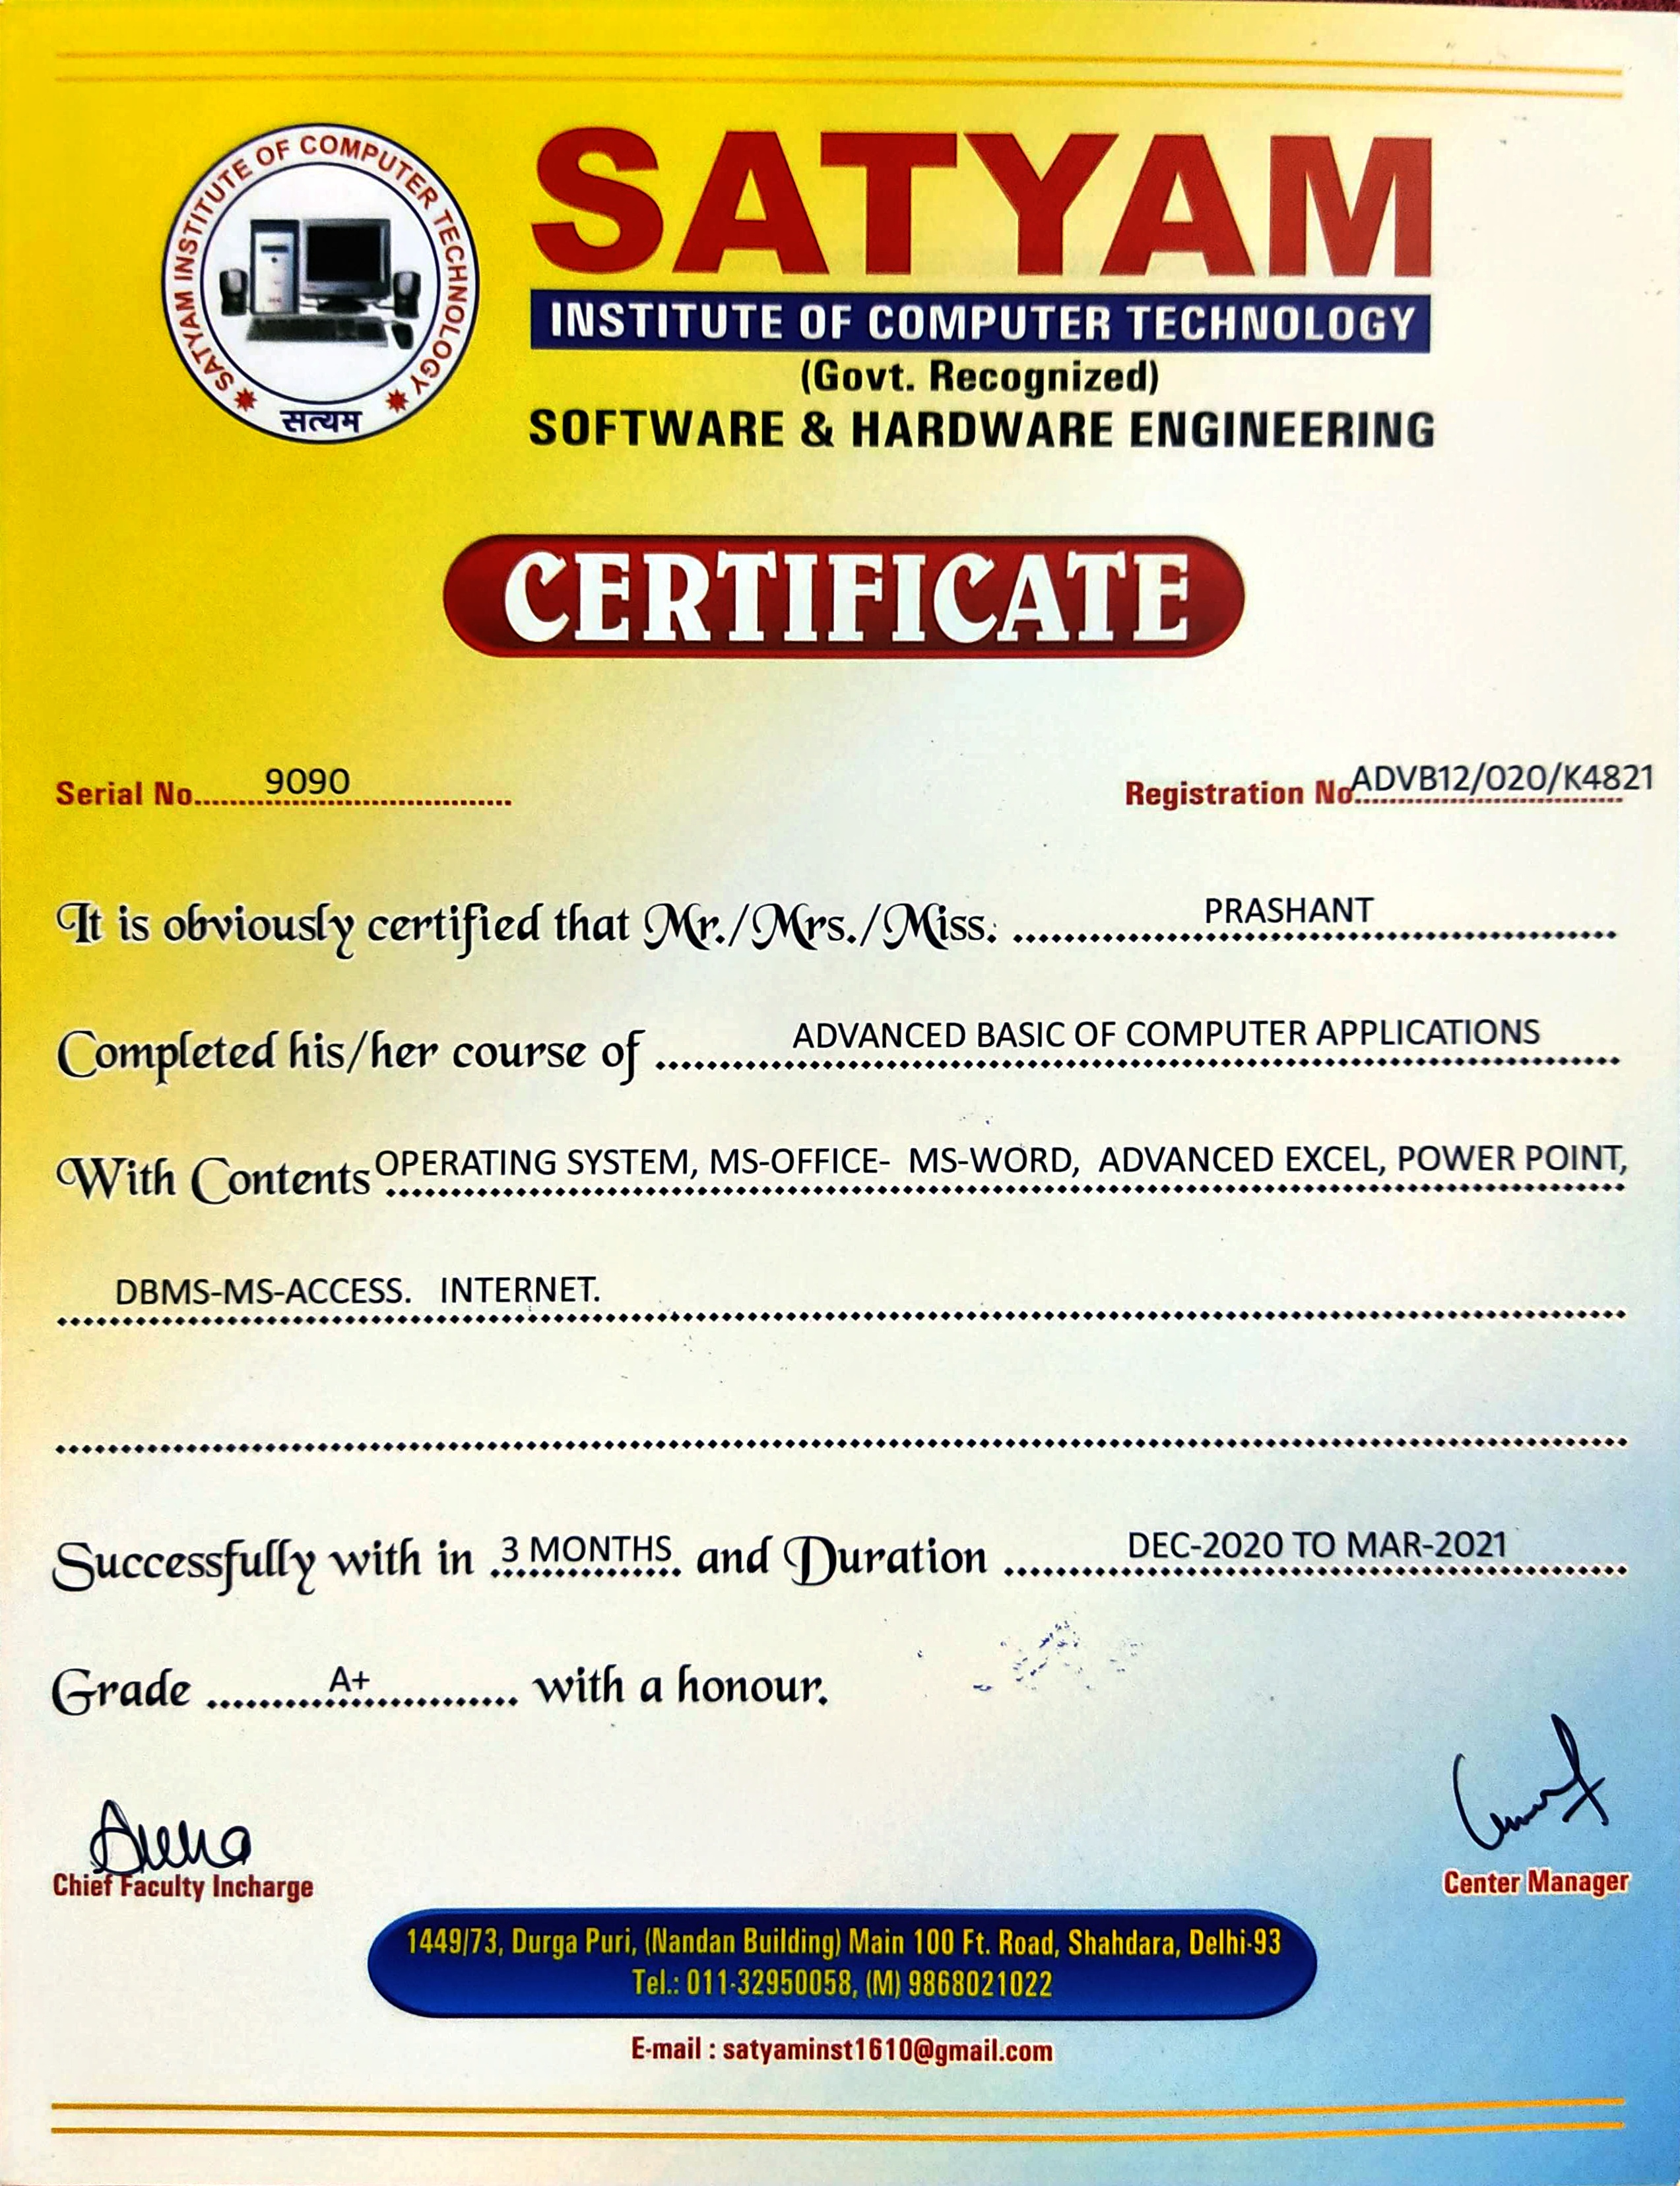 SATYAM INSTITUTE OF COMPUTER TECHNOLOGY
सत्यम
SATYAM
INSTITUTE OF COMPUTER TECHNOLOGY
(Govt. Recognized)
SOFTWARE & HARDWARE ENGINEERING
CERTIFICATE
Serial No. 9090 Registration No. ADVB12/020/K4821
It is obviously certified that Mr./Mrs./Miss. PRASHANT
Completed his/her course of ADVANCED BASIC OF COMPUTER APPLICATIONS
With Contents OPERATING SYSTEM, MS-OFFICE- MS-WORD, ADVANCED EXCEL, POWER POINT,
DBMS-MS-ACCESS. INTERNET.
Successfully with in 3 MONTHS and Duration DEC-2020 TO MAR-2021
Grade A+ with a honour.
Chief Faculty Incharge Center Manager
1449/73, Durga Puri, (Nandan Building) Main 100 Ft. Road, Shahdara, Delhi-93
Tel.: 011-32950058, (M) 9868021022
E-mail : satyaminst1610@gmail.com